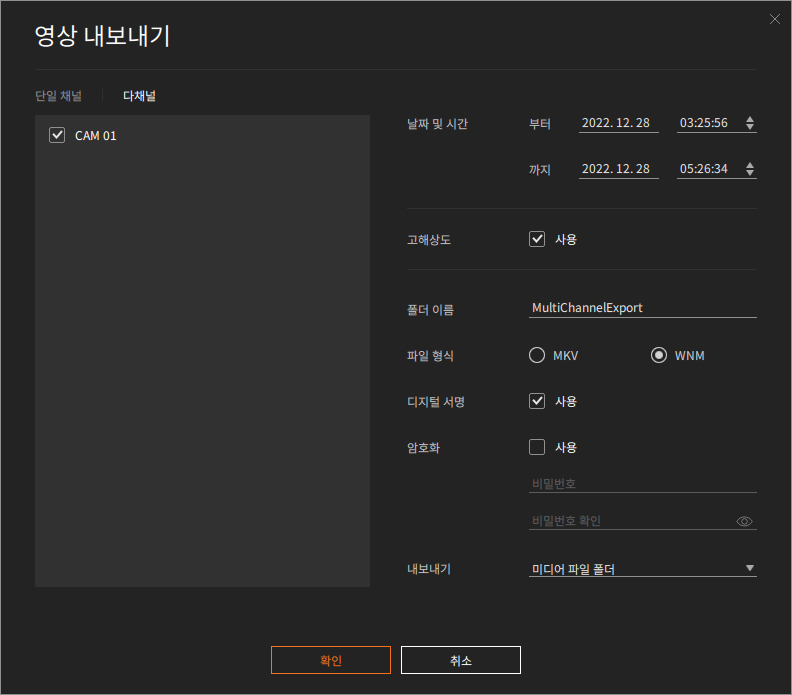 영상 내보내기
단일 채널 다채널
CAM 01
날짜 및 시간 부터 2022. 12. 28 03:25:56
까지 2022. 12. 28 05:26:34
고해상도 사용
폴더 이름 MultiChannelExport
파일 형식 MKV WNM
디지털 서명 사용
암호화 사용
비밀번호
비밀번호 확인
내보내기 미디어 파일 폴더
확인 취소